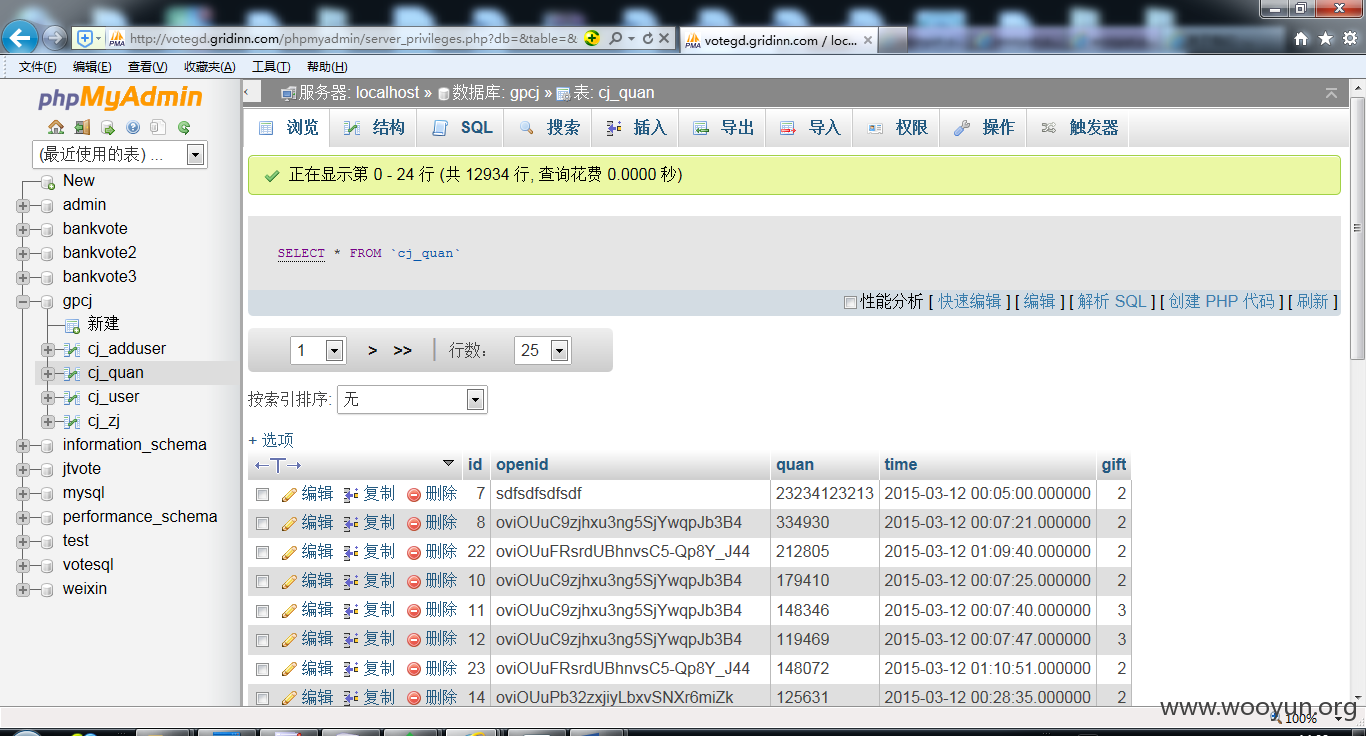 http://votegd.gridinn.com/phpmyadmin/server_privileges.php?db=&table=&
votegd.gridinn.com / loc...
文件(F) 编辑(E) 查看(V) 收藏夹(A) 工具(T) 帮助(H)
phpMyAdmin
(最近使用的表) ...
New
admin
bankvote
bankvote2
bankvote3
gpcj
新建
cj_adduser
cj_quan
cj_user
cj_zj
information_schema
jtvote
mysql
performance_schema
test
votesql
weixin
服务器: localhost » 数据库: gpcj » 表: cj_quan
浏览 结构 SQL 搜索 插入 导出 导入 权限 操作 触发器
正在显示第 0 - 24 行 (共 12934 行, 查询花费 0.0000 秒)
SELECT * FROM `cj_quan`
性能分析 [ 快速编辑 ] [ 编辑 ] [ 解析 SQL ] [ 创建 PHP 代码 ] [ 刷新 ]
1 > >> | 行数： 25
按索引排序: 无
+ 选项
←T→ id openid quan time gift
编辑 复制 删除 7 sdfsdfsdfsdf 23234123213 2015-03-12 00:05:00.000000 2
编辑 复制 删除 8 oviOUuC9zjhxu3ng5SjYwqpJb3B4 334930 2015-03-12 00:07:21.000000 2
编辑 复制 删除 22 oviOUuFRsrdUBhnvsC5-Qp8Y_J44 212805 2015-03-12 01:09:40.000000 2
编辑 复制 删除 10 oviOUuC9zjhxu3ng5SjYwqpJb3B4 179410 2015-03-12 00:07:25.000000 2
编辑 复制 删除 11 oviOUuC9zjhxu3ng5SjYwqpJb3B4 148346 2015-03-12 00:07:40.000000 3
编辑 复制 删除 12 oviOUuC9zjhxu3ng5SjYwqpJb3B4 119469 2015-03-12 00:07:47.000000 3
编辑 复制 删除 23 oviOUuFRsrdUBhnvsC5-Qp8Y_J44 148072 2015-03-12 01:10:51.000000 2
编辑 复制 删除 14 oviOUuPb32zxjiyLbxvSNXr6miZk 125631 2015-03-12 00:28:35.000000 2
www.wooyun.org
100%